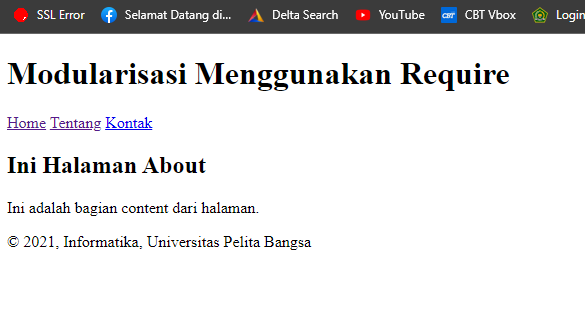 SSL Error Selamat Datang di... Delta Search YouTube CBT CBT Vbox Login
Modularisasi Menggunakan Require
Home Tentang Kontak
Ini Halaman About
Ini adalah bagian content dari halaman.
© 2021, Informatika, Universitas Pelita Bangsa